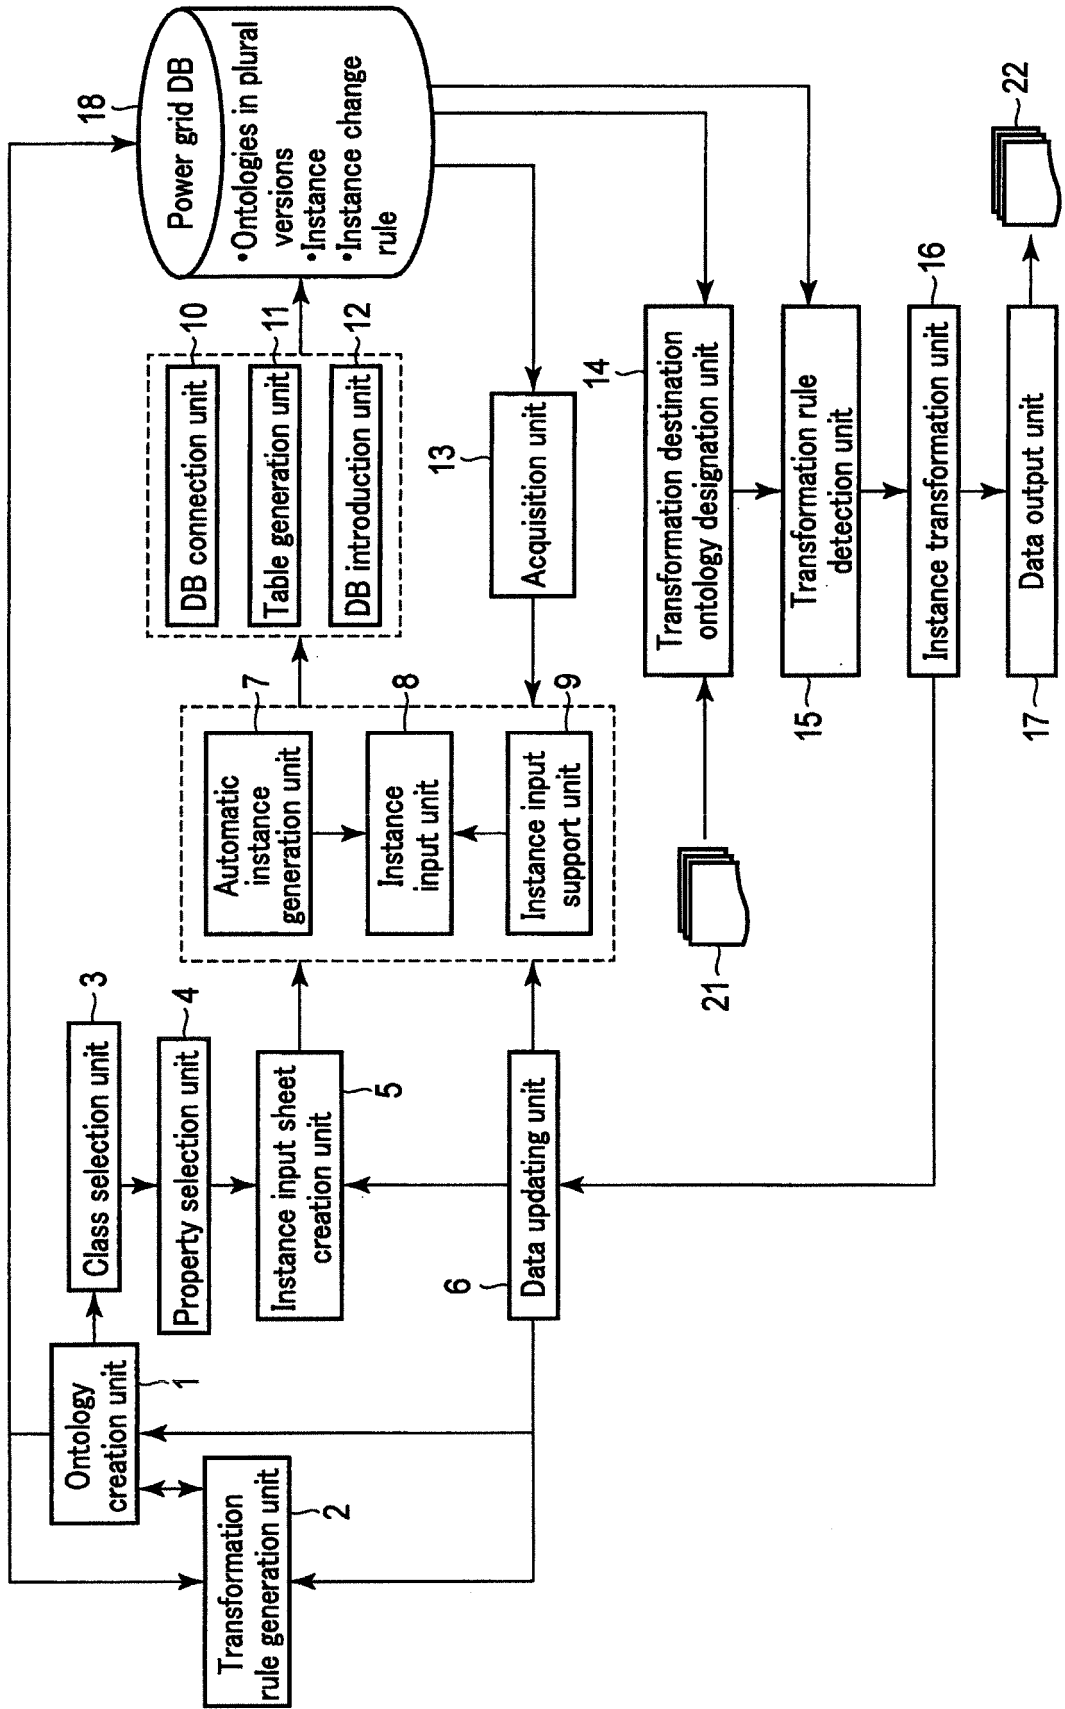 Ontology
creation unit
1
Transformation
rule generation unit
2
Class selection unit
3
Property selection unit
4
Instance input sheet
creation unit
5
6
Data updating unit
Automatic
instance
generation unit
7
Instance
input unit
8
Instance input
support unit
9
DB connection unit
10
Table generation unit
11
DB introduction unit
12
18
Power grid DB
•Ontologies in plural
versions
•Instance
•Instance change
rule
13
Acquisition unit
21
14
Transformation destination
ontology designation unit
15
Transformation rule
detection unit
16
Instance transformation unit
17
Data output unit
22